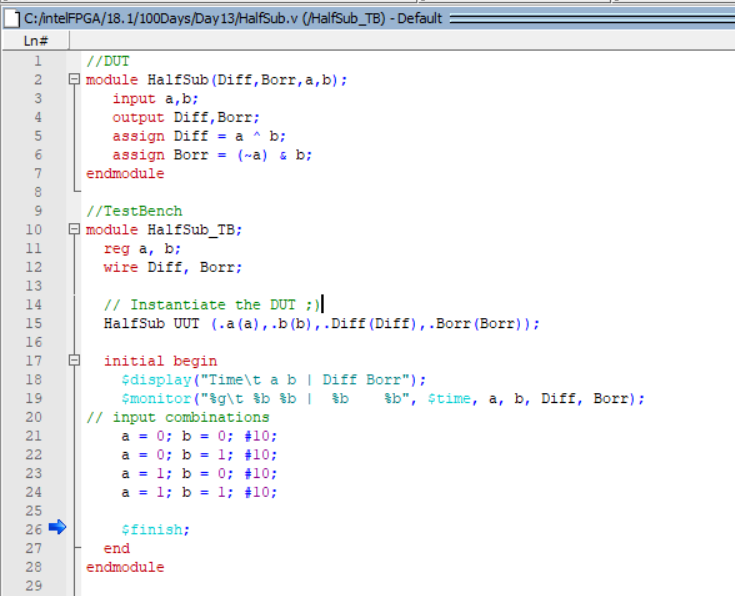 C:/intelFPGA/18.1/100Days/Day13/HalfSub.v (/HalfSub_TB) - Default
Ln#
1 //DUT
2 module HalfSub(Diff,Borr,a,b);
3 input a,b;
4 output Diff,Borr;
5 assign Diff = a ^ b;
6 assign Borr = (~a) & b;
7 endmodule
8
9 //TestBench
10 module HalfSub_TB;
11 reg a, b;
12 wire Diff, Borr;
13
14 // Instantiate the DUT ;)
15 HalfSub UUT (.a(a),.b(b),.Diff(Diff),.Borr(Borr));
16
17 initial begin
18 $display("Time\t a b | Diff Borr");
19 $monitor("%g\t %b %b |  %b    %b", $time, a, b, Diff, Borr);
20 // input combinations
21 a = 0; b = 0; #10;
22 a = 0; b = 1; #10;
23 a = 1; b = 0; #10;
24 a = 1; b = 1; #10;
25
26 $finish;
27 end
28 endmodule
29